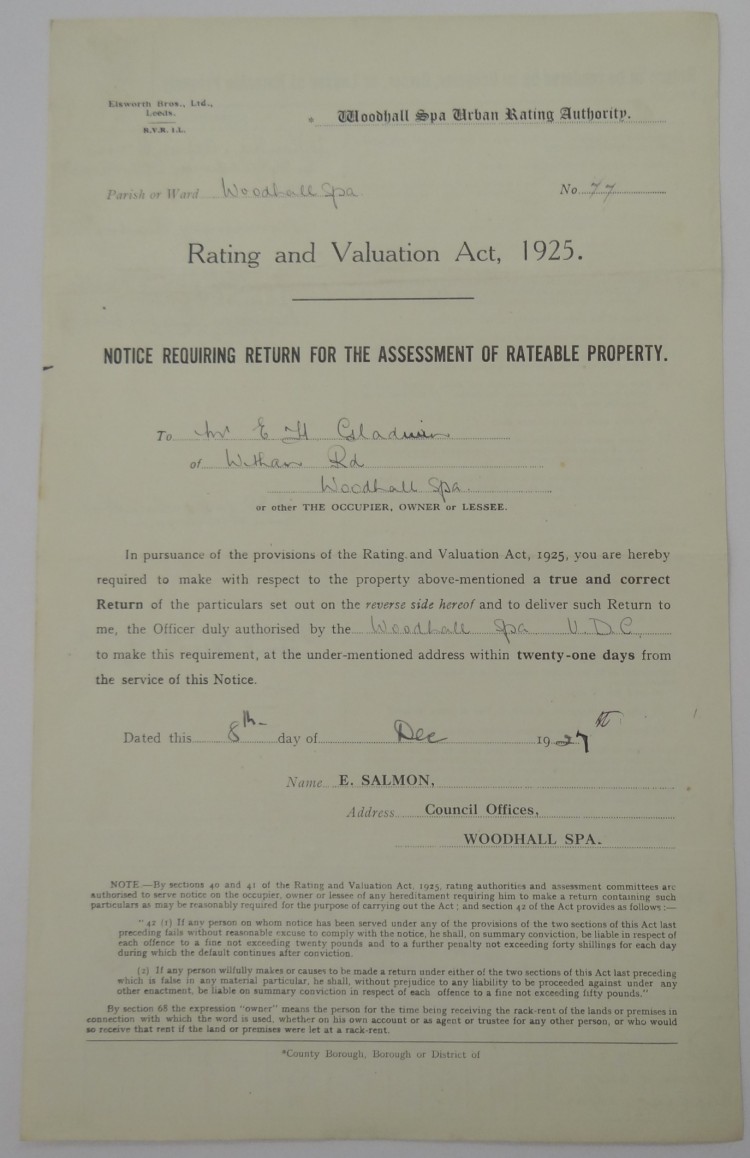 Elsworth Bros., Ltd.,
Leeds.
R.V.R. 1.L.
* Woodhall Spa Urban Rating Authority.
Parish or Ward Woodhall Spa No. 77
Rating and Valuation Act, 1925.
NOTICE REQUIRING RETURN FOR THE ASSESSMENT OF RATEABLE PROPERTY.
To Mr E H Gladwin
of Witham Rd
Woodhall Spa.
or other THE OCCUPIER, OWNER or LESSEE.
In pursuance of the provisions of the Rating and Valuation Act, 1925, you are hereby
required to make with respect to the property above-mentioned a true and correct
Return of the particulars set out on the reverse side hereof and to deliver such Return to
me, the Officer duly authorised by the Woodhall Spa U.D.C.
to make this requirement, at the under-mentioned address within twenty-one days from
the service of this Notice.
Dated this 8th day of Dec 1927
Name E. SALMON,
Address Council Offices,
WOODHALL SPA.
NOTE.—By sections 40 and 41 of the Rating and Valuation Act, 1925, rating authorities and assessment committees are
authorised to serve notice on the occupier, owner or lessee of any hereditament requiring him to make a return containing such
particulars as may be reasonably required for the purpose of carrying out the Act; and section 42 of the Act provides as follows:—
"42 (1) If any person on whom notice has been served under any of the provisions of the two sections of this Act last
preceding fails without reasonable excuse to comply with the notice, he shall, on summary conviction, be liable in respect of
each offence to a fine not exceeding twenty pounds and to a further penalty not exceeding forty shillings for each day
during which the default continues after conviction.
(2) If any person wilfully makes or causes to be made a return under either of the two sections of this Act last preceding
which is false in any material particular, he shall, without prejudice to any liability to be proceeded against under any
other enactment, be liable on summary conviction in respect of each offence to a fine not exceeding fifty pounds."
By section 68 the expression "owner" means the person for the time being receiving the rack-rent of the lands or premises in
connection with which the word is used, whether on his own account or as agent or trustee for any other person, or who would
so receive that rent if the land or premises were let at a rack-rent.
*County Borough, Borough or District of